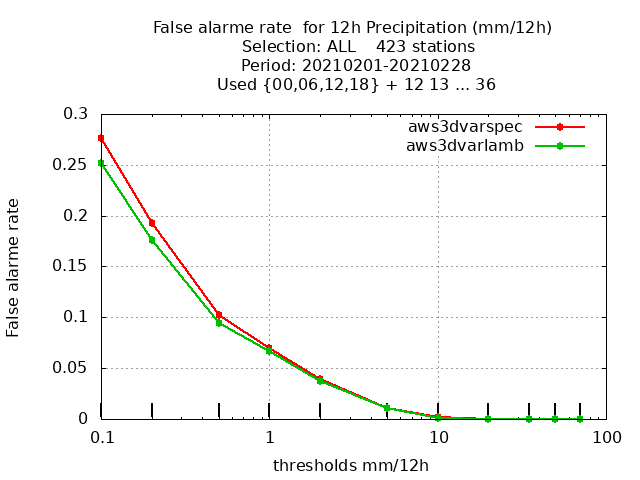 False alarme rate  for 12h Precipitation (mm/12h)
Selection: ALL    423 stations
Period: 20210201-20210228
Used {00,06,12,18} + 12 13 ... 36
aws3dvarspec
aws3dvarlamb
False alarme rate
0.3
0.25
0.2
0.15
0.1
0.05
0
0.1 1 10 100
thresholds mm/12h